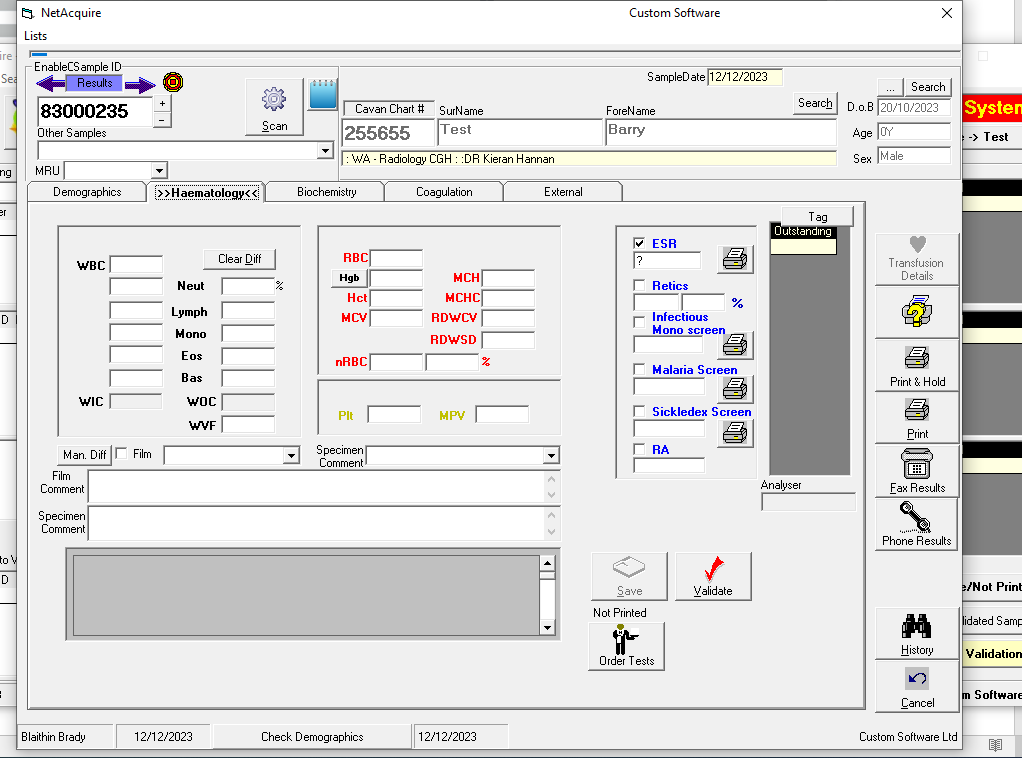 NetAcquire
Custom Software
Lists
EnableCSample ID
Results
83000235
+
-
Scan
Other Samples
MRU
SampleDate 12/12/2023
Cavan Chart #
SurName
ForeName
Search
255655
Test
Barry
: WA - Radiology CGH : :DR Kieran Hannan
...
Search
D.o.B 20/10/2023
Age 0Y
Sex Male
System
-> Test
Demographics
>>Haematology<<
Biochemistry
Coagulation
External
Clear Diff
WBC
Neut
%
Lymph
Mono
Eos
Bas
WIC
WOC
WVF
RBC
Hgb
MCH
Hct
MCHC
MCV
RDWCV
RDWSD
nRBC
%
Plt
MPV
ESR
?
Retics
%
Infectious
Mono screen
Malaria Screen
Sickledex Screen
RA
Tag
Outstanding
Analyser
Man. Diff
Film
Specimen
Comment
Film
Comment
Specimen
Comment
Save
Validate
Not Printed
Order Tests
Transfusion
Details
Print & Hold
Print
Fax Results
Phone Results
History
Cancel
e/Not Print
lidated Samp
Validation
m Software
Blaithin Brady
12/12/2023
Check Demographics
12/12/2023
Custom Software Ltd